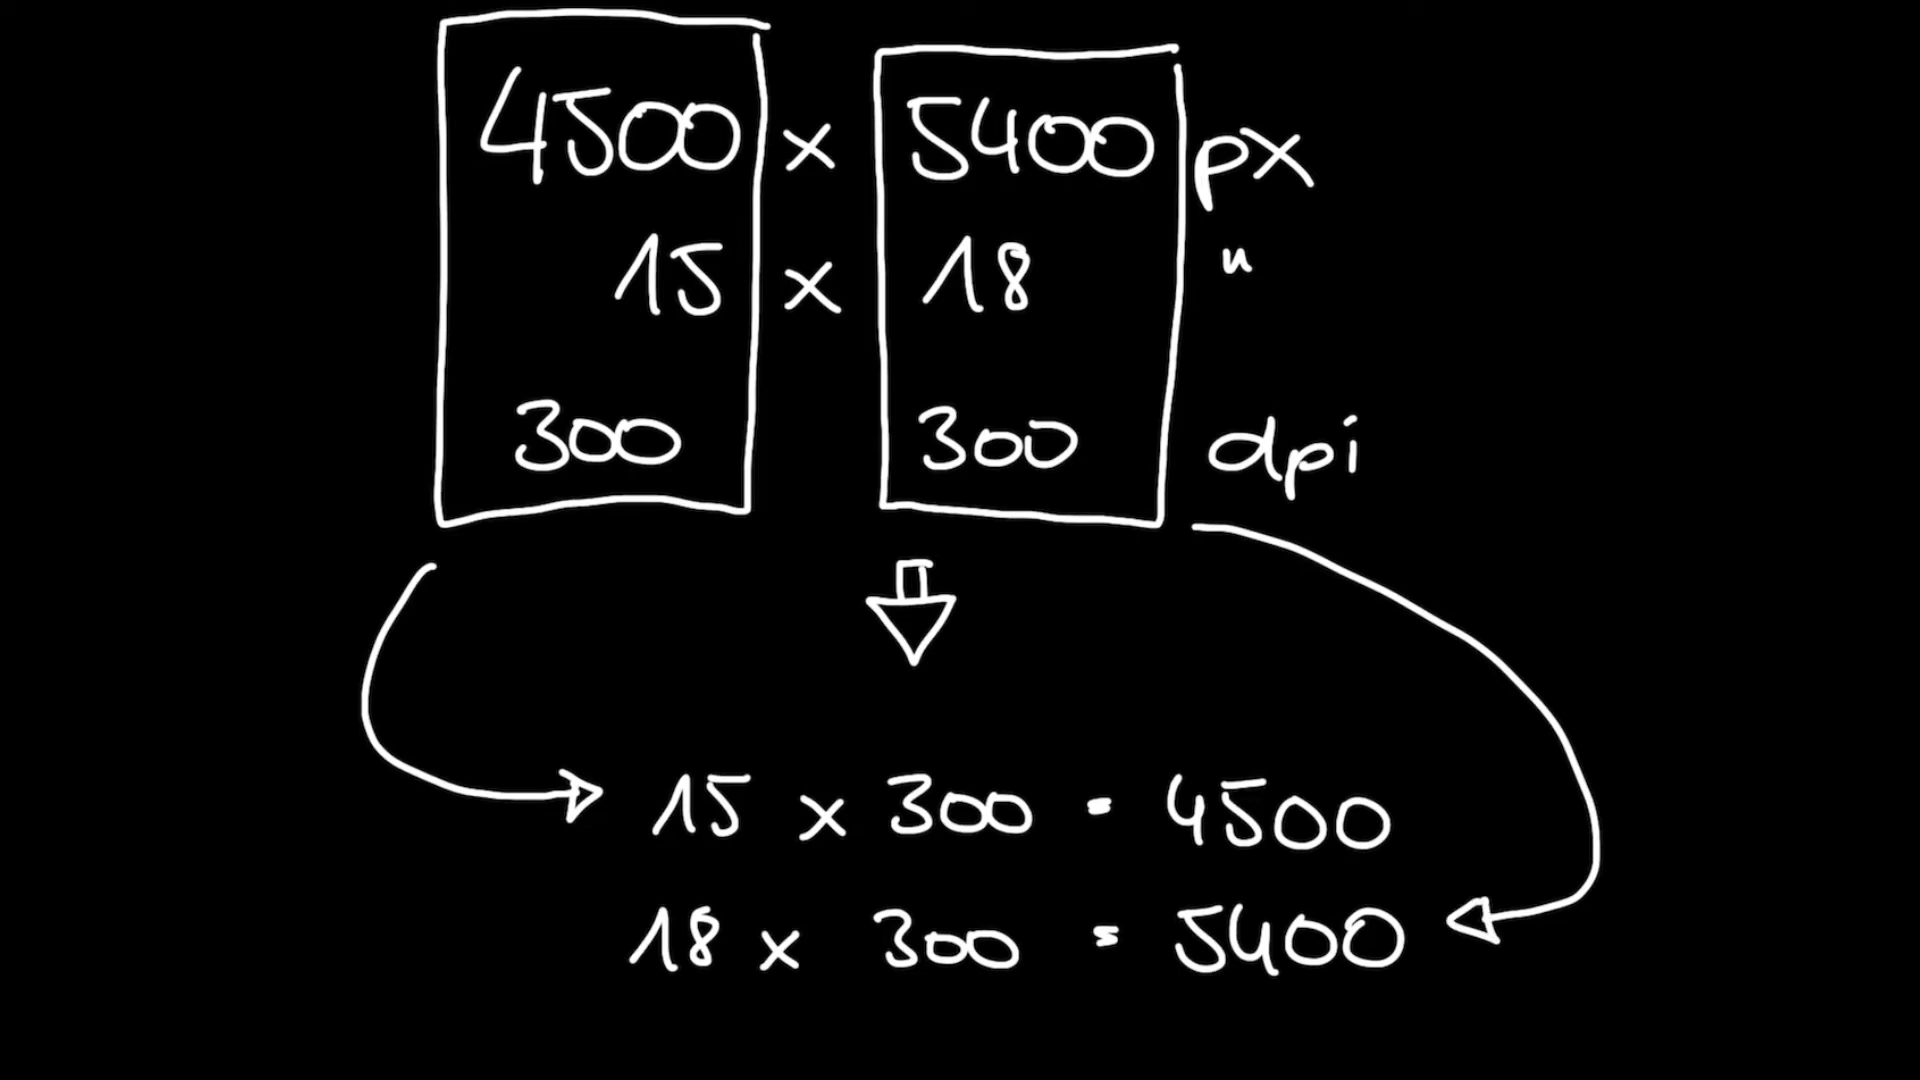 4500 x 5400 px
15 x 18 "
300 300 dpi
15 x 300 = 4500
18 x 300 = 5400